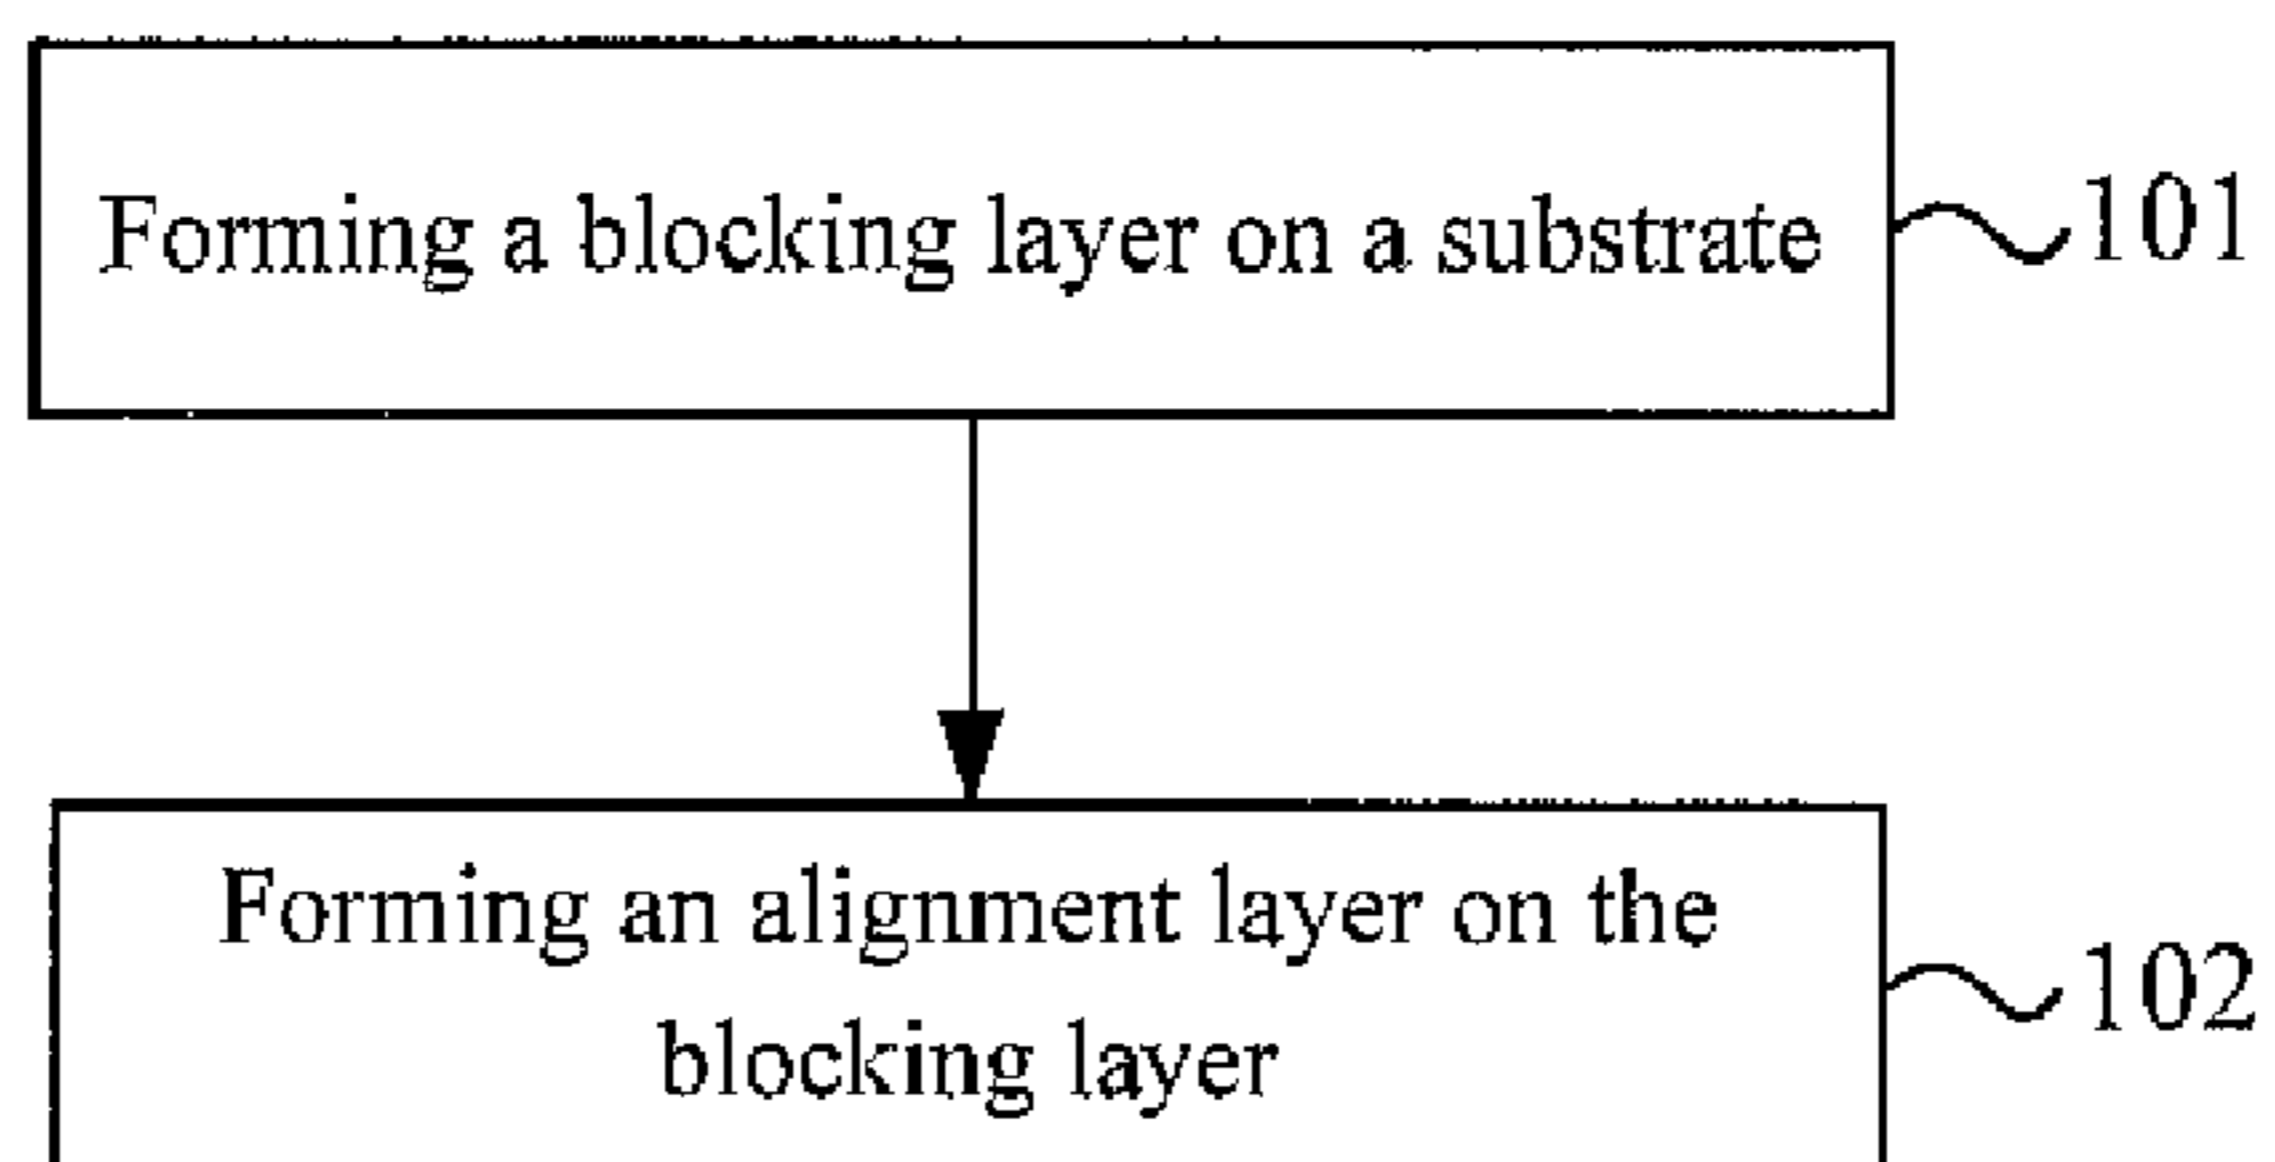 Forming a blocking layer on a substrate
101
Forming an alignment layer on the
blocking layer
102